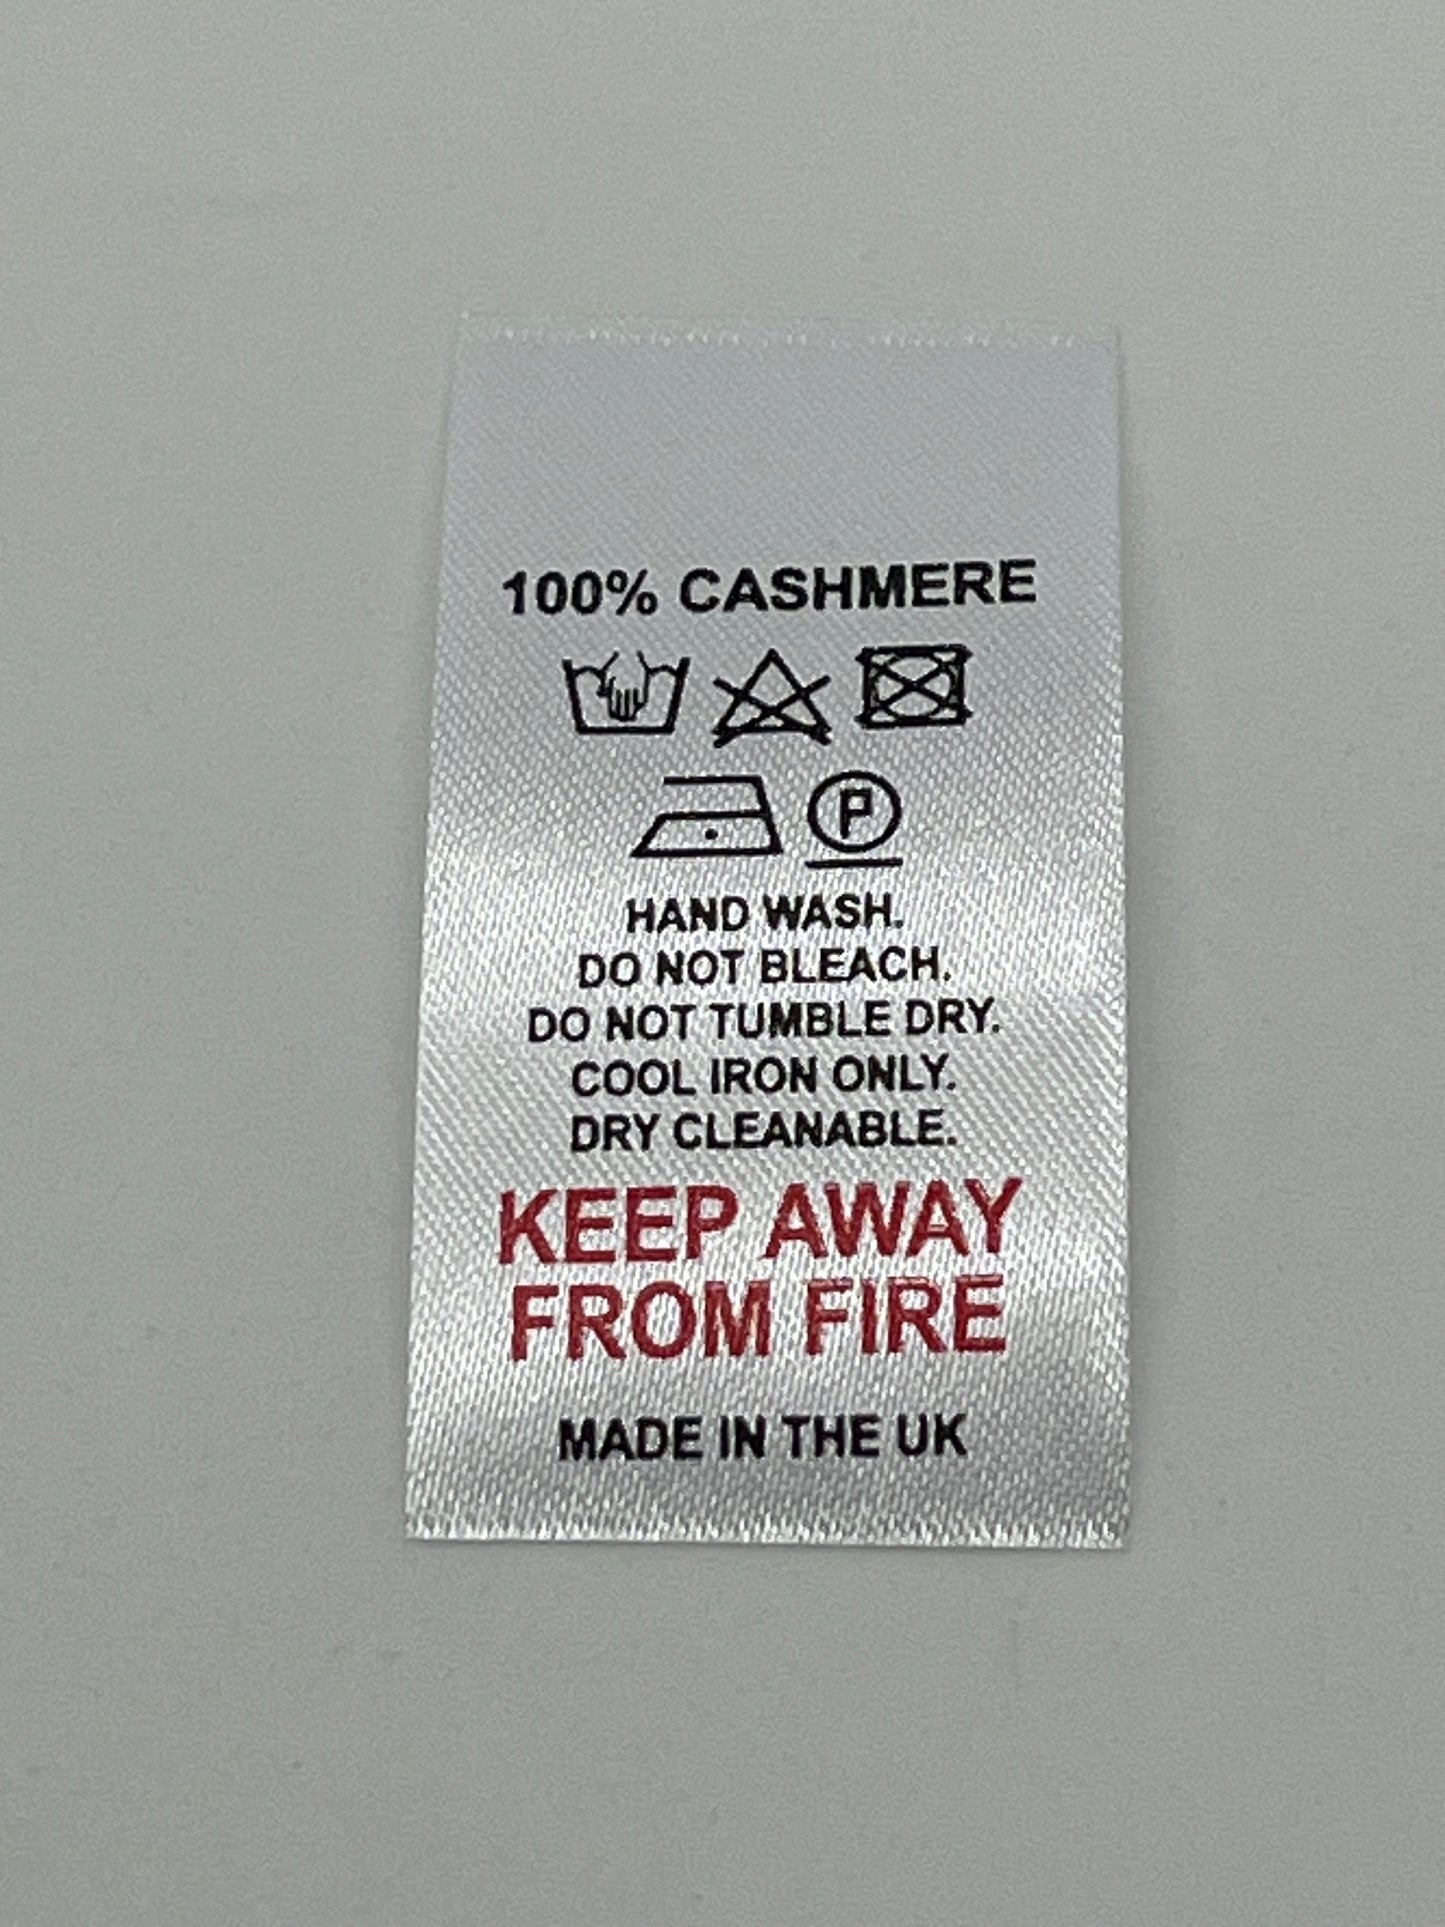 100% CASHMERE
P
HAND WASH.
DO NOT BLEACH.
DO NOT TUMBLE DRY.
COOL IRON ONLY.
DRY CLEANABLE.
KEEP AWAY
FROM FIRE
MADE IN THE UK